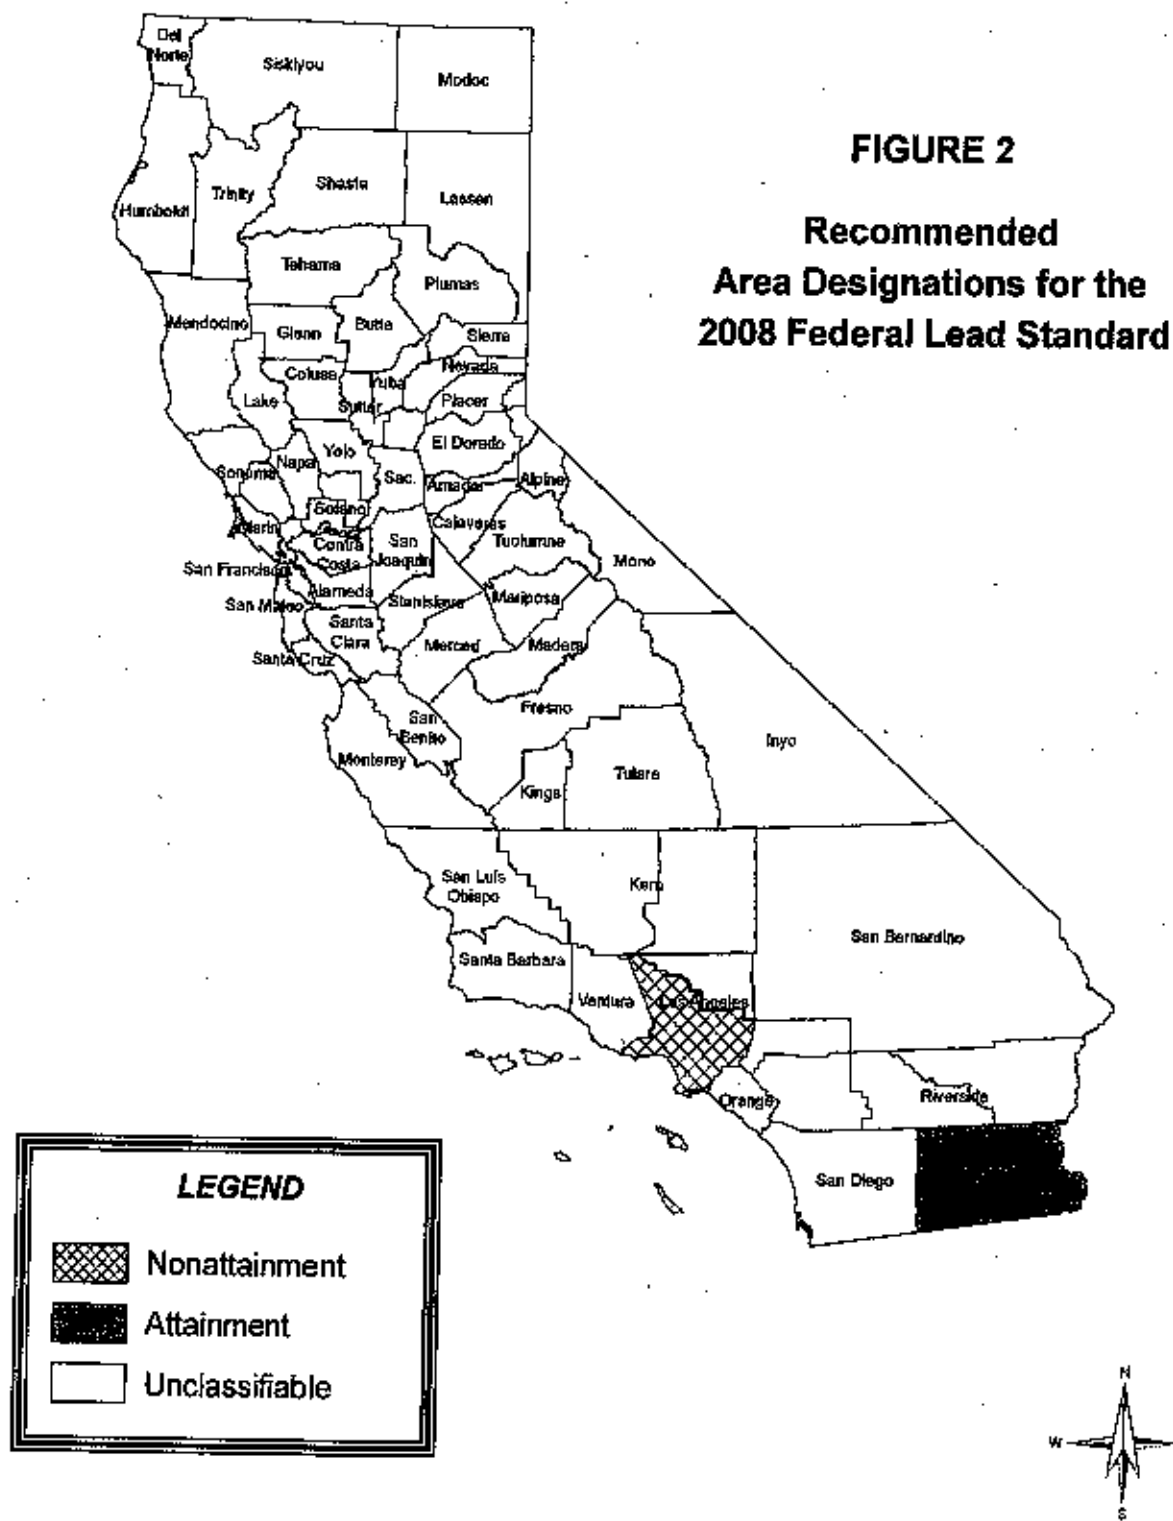 FIGURE 2
Recommended
Area Designations for the
2008 Federal Lead Standard
Del
Norte
Siskiyou
Modoc
Humboldt
Trinity
Shasta
Lassen
Tehama
Plumas
Mendocino
Glenn
Butte
Sierra
Colusa
Yuba
Nevada
Lake
Sutter
Placer
El Dorado
Sonoma
Napa
Yolo
Sac.
Amador
Alpine
Marin
Solano
Calaveras
Tuolumne
Mono
Contra
Costa
San
Joaquin
San Francisco
Alameda
Stanislaus
Mariposa
San Mateo
Santa
Clara
Merced
Madera
Santa Cruz
Fresno
San
Benito
Monterey
Kings
Tulare
Inyo
San Luis
Obispo
Kern
San Bernardino
Santa Barbara
Ventura
Los Angeles
Orange
Riverside
San Diego
LEGEND
Nonattainment
Attainment
Unclassifiable
N
W
S